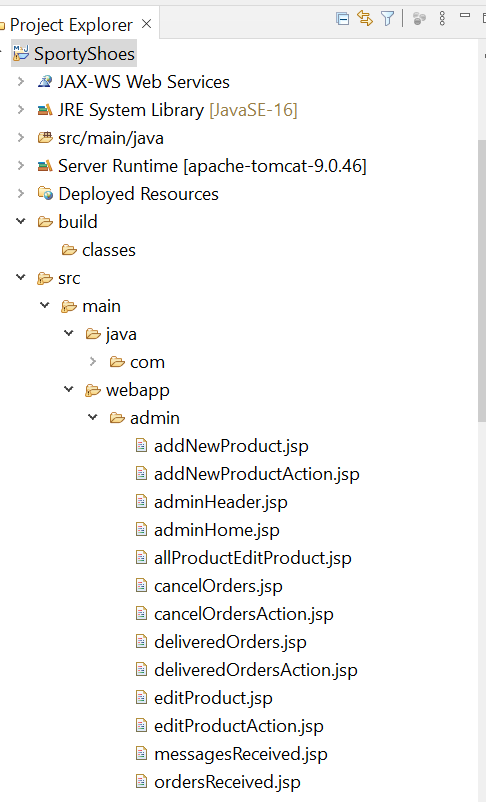 Project Explorer
SportyShoes
JAX-WS Web Services
JRE System Library [JavaSE-16]
src/main/java
Server Runtime [apache-tomcat-9.0.46]
Deployed Resources
build
classes
src
main
java
com
webapp
admin
addNewProduct.jsp
addNewProductAction.jsp
adminHeader.jsp
adminHome.jsp
allProductEditProduct.jsp
cancelOrders.jsp
cancelOrdersAction.jsp
deliveredOrders.jsp
deliveredOrdersAction.jsp
editProduct.jsp
editProductAction.jsp
messagesReceived.jsp
ordersReceived.jsp